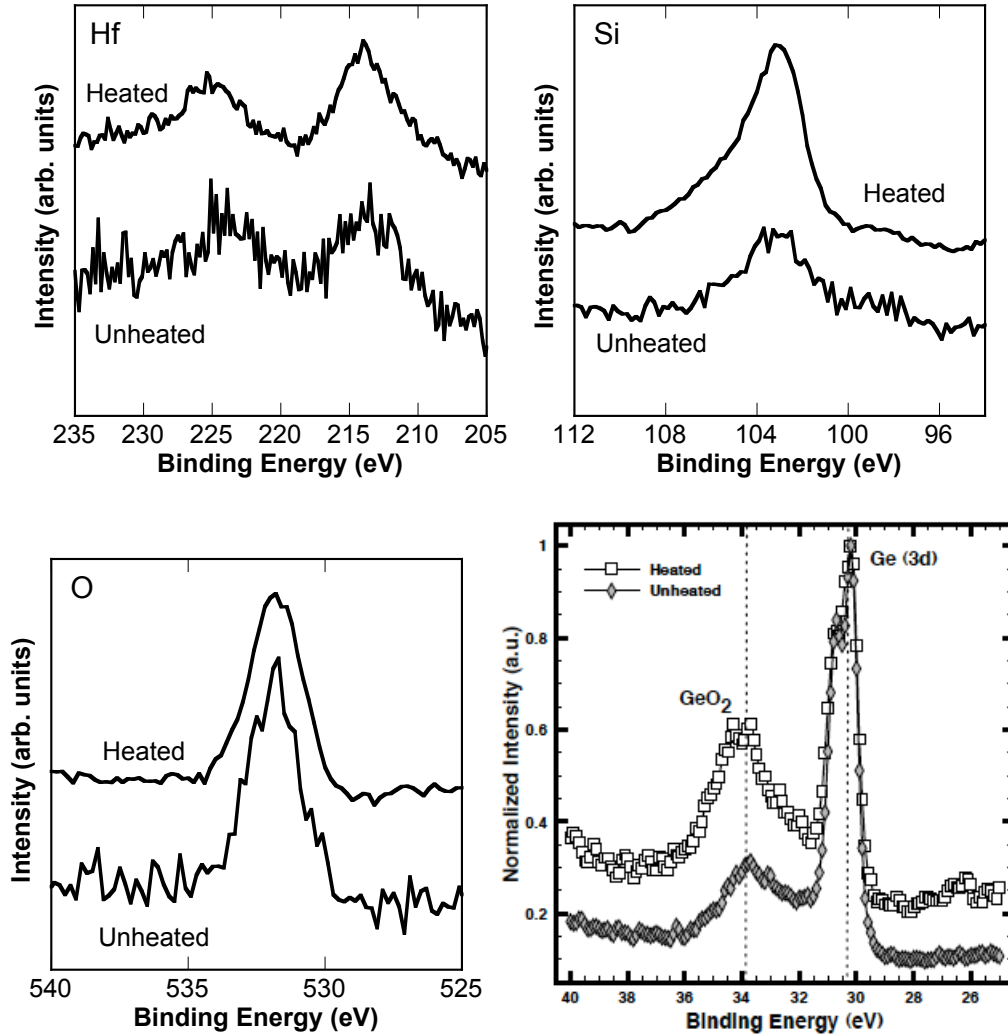 Hf
Heated
Unheated
Intensity (arb. units)
235 230 225 220 215 210 205
Binding Energy (eV)
Si
Heated
Unheated
Intensity (arb. units)
112 108 104 100 96
Binding Energy (eV)
O
Heated
Unheated
Intensity (arb. units)
540 535 530 525
Binding Energy (eV)
Heated
Unheated
Ge (3d)
GeO₂
Normalized Intensity (a.u.)
1
0.8
0.6
0.4
0.2
40 38 36 34 32 30 28 26
Binding Energy (eV)